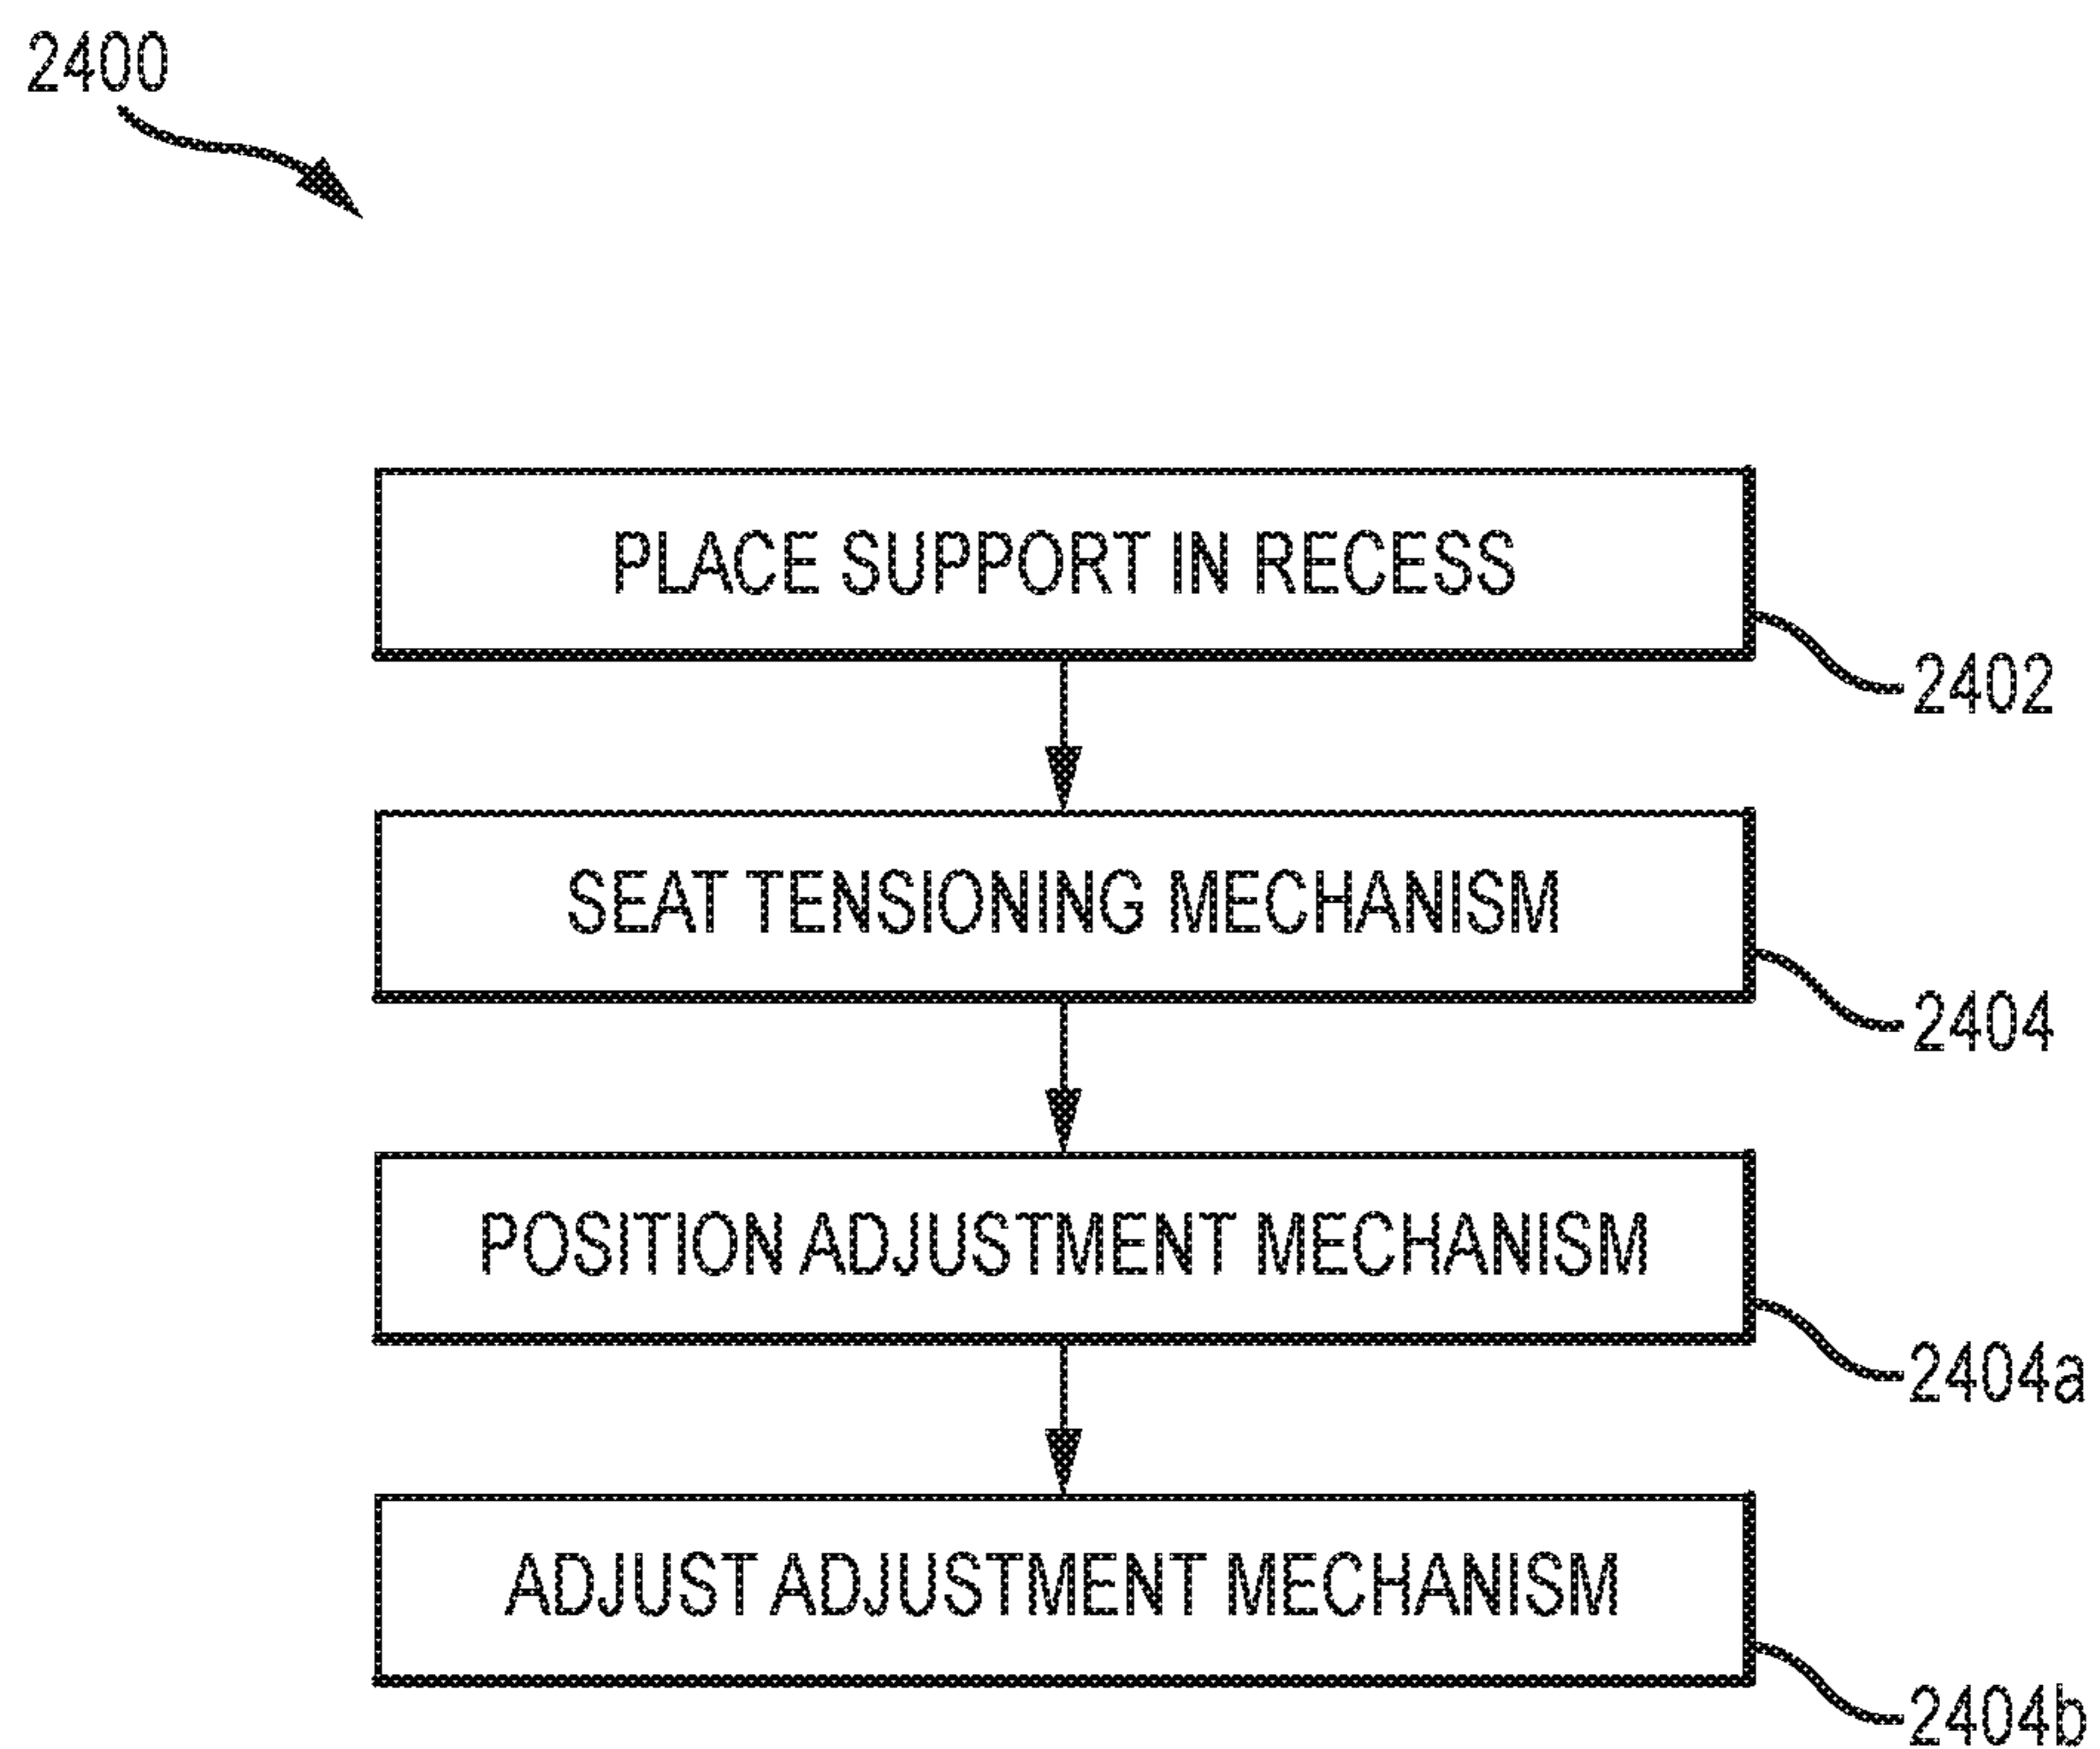 2400
PLACE SUPPORT IN RECESS
2402
SEAT TENSIONING MECHANISM
2404
POSITION ADJUSTMENT MECHANISM
2404a
ADJUST ADJUSTMENT MECHANISM
2404b